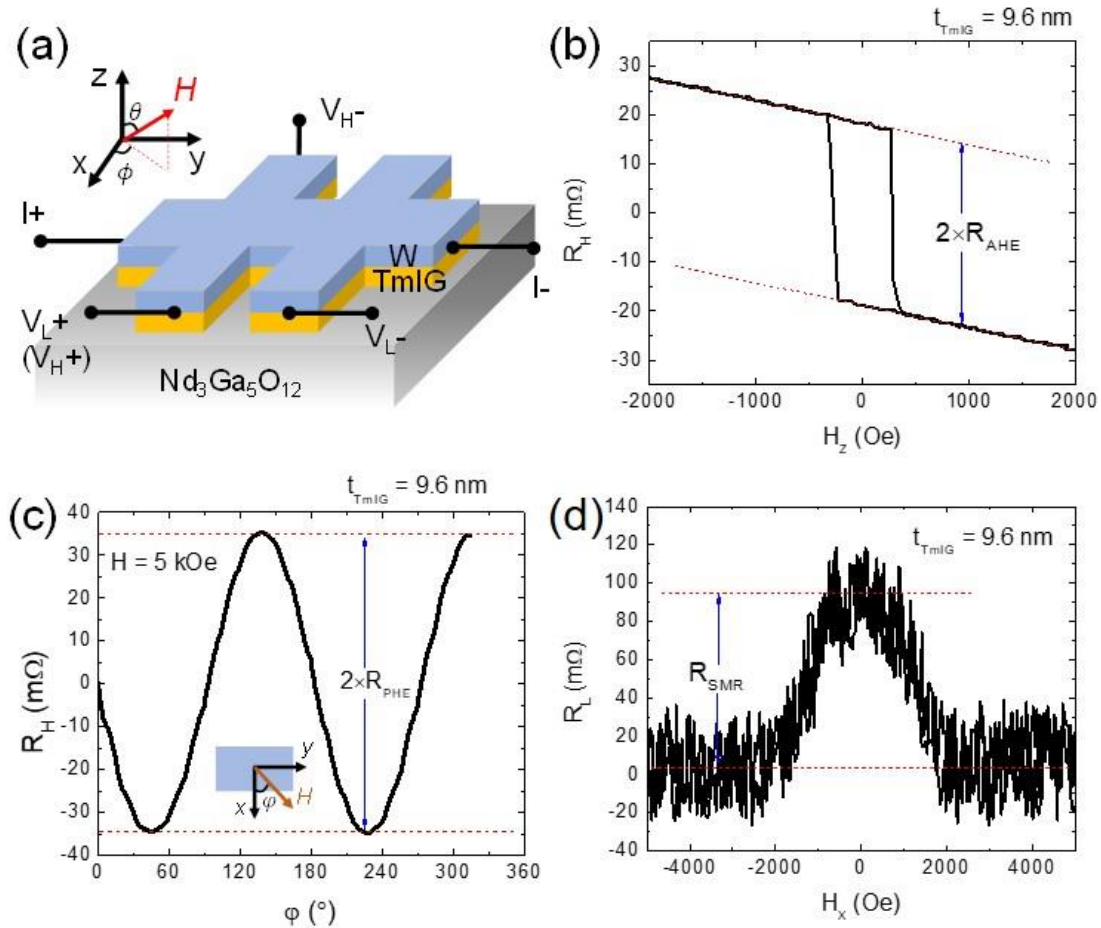 (a)
z
H
θ
x
ϕ
y
V_H-
I+
W
TmIG
I-
V_L+
(V_H+)
V_L-
Nd₃Ga₅O₁₂
(b)
t_TmIG = 9.6 nm
R_H (mΩ)
30
20
10
0
-10
-20
-30
2×R_AHE
-2000 -1000 0 1000 2000
H_z (Oe)
(c)
t_TmIG = 9.6 nm
R_H (mΩ)
40
35
30
20
10
0
-10
-20
-30
-35
-40
H = 5 kOe
2×R_PHE
y
x
φ
H
0 60 120 180 240 300 360
φ (°)
(d)
t_TmIG = 9.6 nm
R_L (mΩ)
140
120
100
80
60
40
20
0
-20
-40
R_SMR
-4000 -2000 0 2000 4000
H_x (Oe)